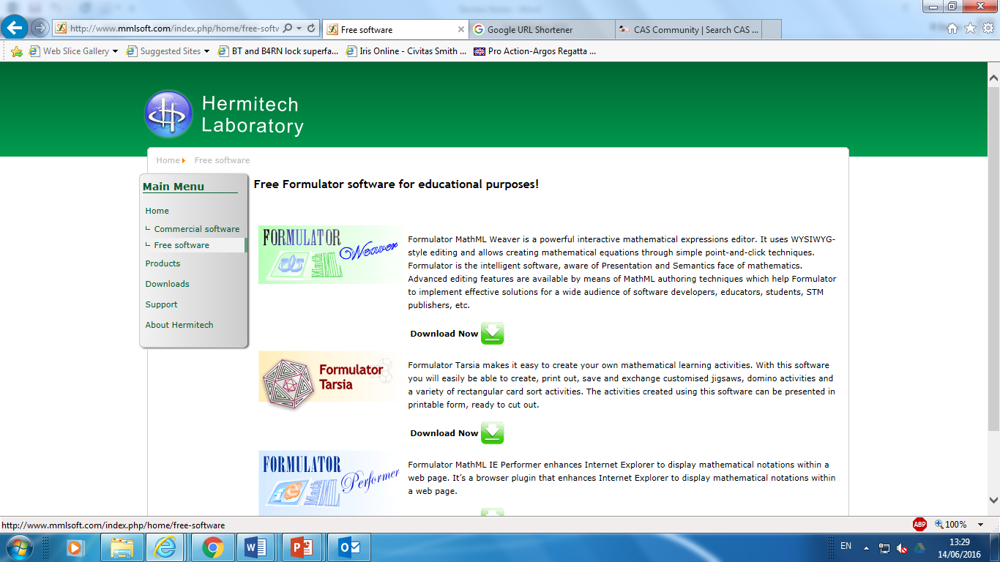 http://www.mmlsoft.com/index.php/home/free-softv
Free software
Google URL Shortener
CAS Community | Search CAS ...
Web Slice Gallery
Suggested Sites
BT and B4RN lock superfa...
Iris Online - Civitas Smith ...
Pro Action-Argos Regatta ...
Hermitech
Laboratory
Home
Free software
Main Menu
Home
Commercial software
Free software
Products
Downloads
Support
About Hermitech
Free Formulator software for educational purposes!
FORMULATOR
Weaver
Math
Formulator MathML Weaver is a powerful interactive mathematical expressions editor. It uses WYSIWYG-
style editing and allows creating mathematical equations through simple point-and-click techniques.
Formulator is the intelligent software, aware of Presentation and Semantics face of mathematics.
Advanced editing features are available by means of MathML authoring techniques which help Formulator
to implement effective solutions for a wide audience of software developers, educators, students, STM
publishers, etc.
Download Now
Formulator
Tarsia
Formulator Tarsia makes it easy to create your own mathematical learning activities. With this software
you will easily be able to create, print out, save and exchange customised jigsaws, domino activities and
a variety of rectangular card sort activities. The activities created using this software can be presented in
printable form, ready to cut out.
Download Now
FORMULATOR
Performer
Math
Formulator MathML IE Performer enhances Internet Explorer to display mathematical notations within a
web page. It's a browser plugin that enhances Internet Explorer to display mathematical notations within
a web page.
http://www.mmlsoft.com/index.php/home/free-software
ABP
100%
EN
13:29
14/06/2016